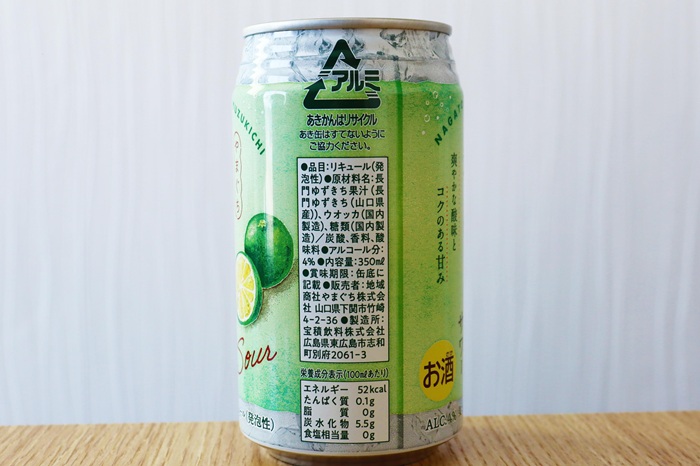 アルミ
あきかんはリサイクル
あき缶はすてないように
ご協力ください。
●品目:リキュール(発
泡性)●原材料名:長
門ゆずきち果汁(長
門ゆずきち(山口県
産))、ウオッカ(国内
製造)、糖類(国内製
造)/炭酸、香料、酸
味料●アルコール分:
4%●内容量:350㎖
●賞味期限:缶底に
記載●販売者:地域
商社やまぐち株式会
社 山口県下関市竹崎
4-2-36●製造所:
宝積飲料株式会社
広島県東広島市志和
町別府2061-3
栄養成分表示(100㎖あたり)
エネルギー 52kcal
たんぱく質 0.1g
脂質 0g
炭水化物 5.5g
食塩相当量 0g
UZUKICHI
やまぐち
Sour
(発泡性)
NAGAT
爽やかな酸味と
コクのある甘み
お酒
ALC.4%